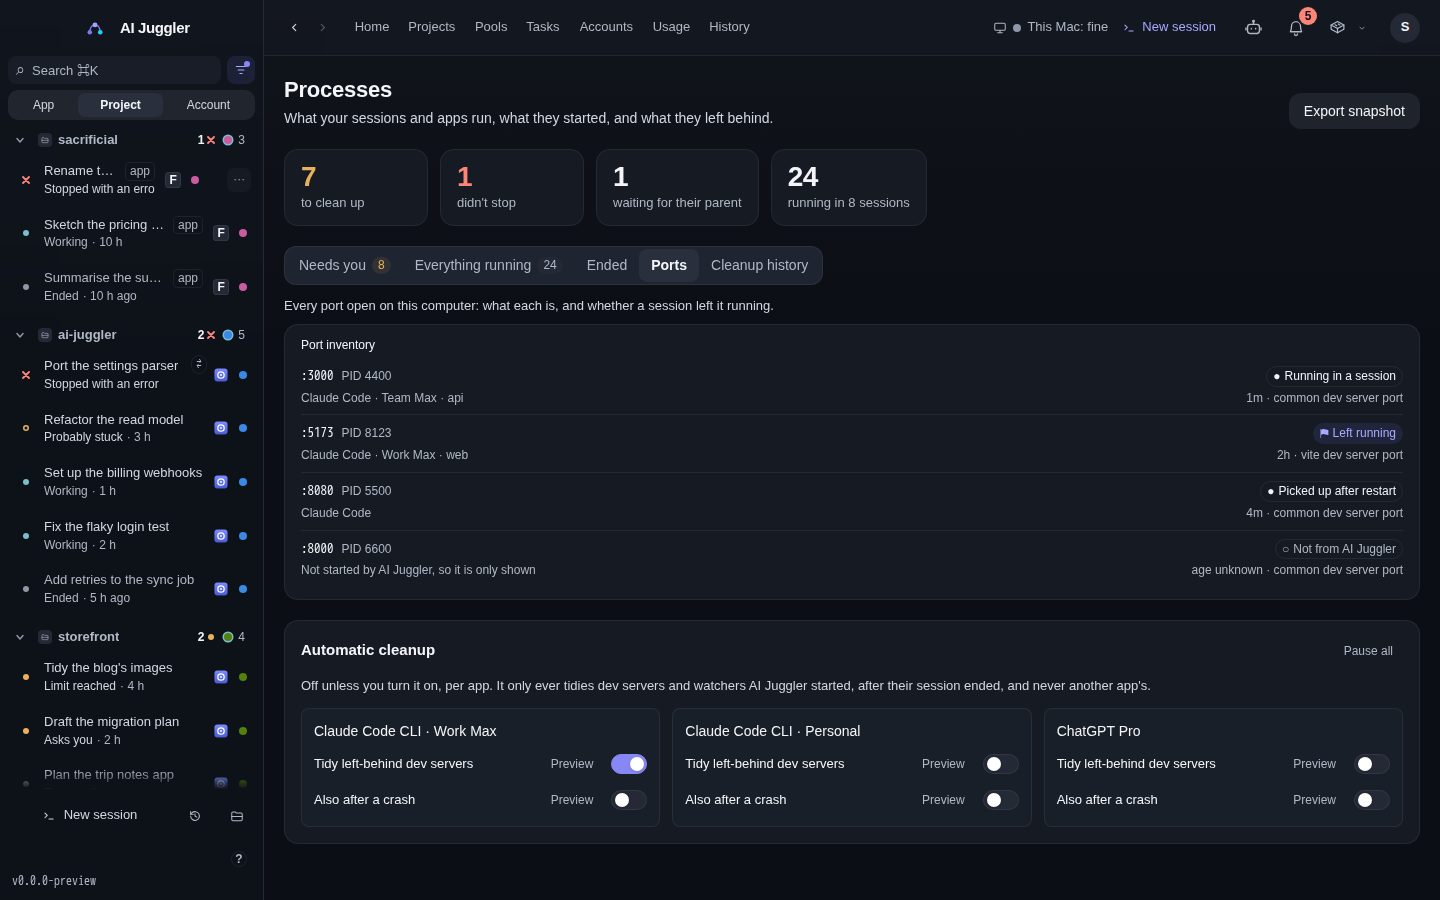 AI Juggler
Search ⌘K
App Project Account
sacrificial 1 3
Rename t… app F
Stopped with an erro
Sketch the pricing … app F
Working · 10 h
Summarise the su… app F
Ended · 10 h ago
ai-juggler 2 5
Port the settings parser
Stopped with an error
Refactor the read model
Probably stuck · 3 h
Set up the billing webhooks
Working · 1 h
Fix the flaky login test
Working · 2 h
Add retries to the sync job
Ended · 5 h ago
storefront 2 4
Tidy the blog's images
Limit reached · 4 h
Draft the migration plan
Asks you · 2 h
Plan the trip notes app
New session
?
v0.0.0-preview
Home Projects Pools Tasks Accounts Usage History
This Mac: fine New session 5 S
Processes
What your sessions and apps run, what they started, and what they left behind.
Export snapshot
7 1 1 24
to clean up didn't stop waiting for their parent running in 8 sessions
Needs you 8 Everything running 24 Ended Ports Cleanup history
Every port open on this computer: what each is, and whether a session left it running.
Port inventory
:3000 PID 4400 ● Running in a session
Claude Code · Team Max · api 1m · common dev server port
:5173 PID 8123 Left running
Claude Code · Work Max · web 2h · vite dev server port
:8080 PID 5500 ● Picked up after restart
Claude Code 4m · common dev server port
:8000 PID 6600 ○ Not from AI Juggler
Not started by AI Juggler, so it is only shown age unknown · common dev server port
Automatic cleanup Pause all
Off unless you turn it on, per app. It only ever tidies dev servers and watchers AI Juggler started, after their session ended, and never another app's.
Claude Code CLI · Work Max
Tidy left-behind dev servers Preview
Also after a crash Preview
Claude Code CLI · Personal
Tidy left-behind dev servers Preview
Also after a crash Preview
ChatGPT Pro
Tidy left-behind dev servers Preview
Also after a crash Preview